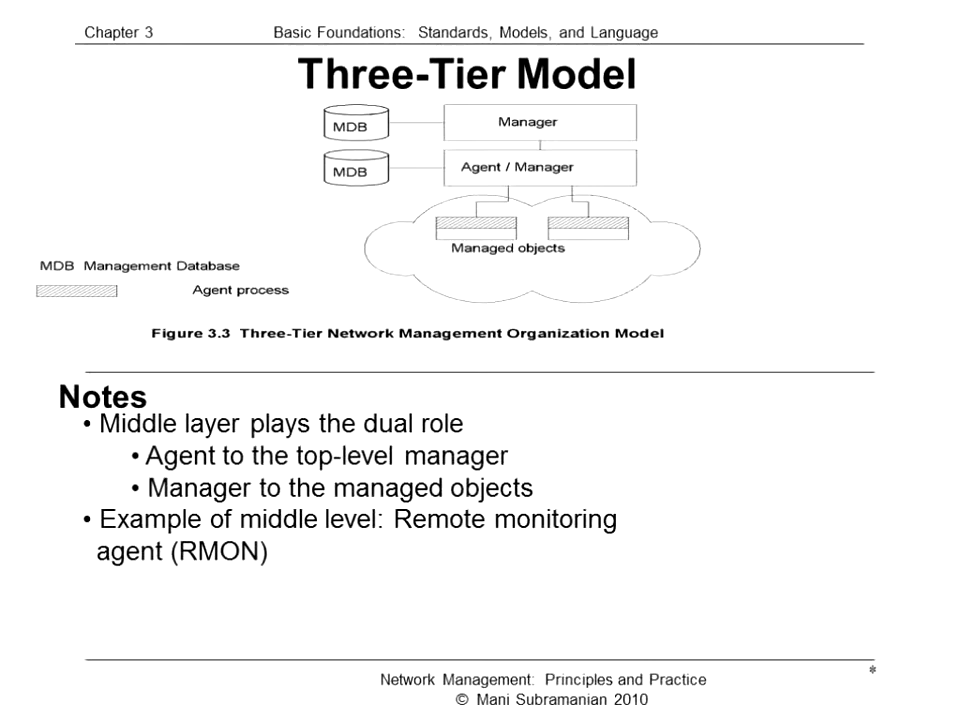 Chapter 3 Basic Foundations: Standards, Models, and Language
Three-Tier Model
MDB Manager
MDB Agent / Manager
Managed objects
MDB Management Database
Agent process
Figure 3.3 Three-Tier Network Management Organization Model
Notes
• Middle layer plays the dual role
• Agent to the top-level manager
• Manager to the managed objects
• Example of middle level: Remote monitoring
agent (RMON)
*
Network Management: Principles and Practice
© Mani Subramanian 2010